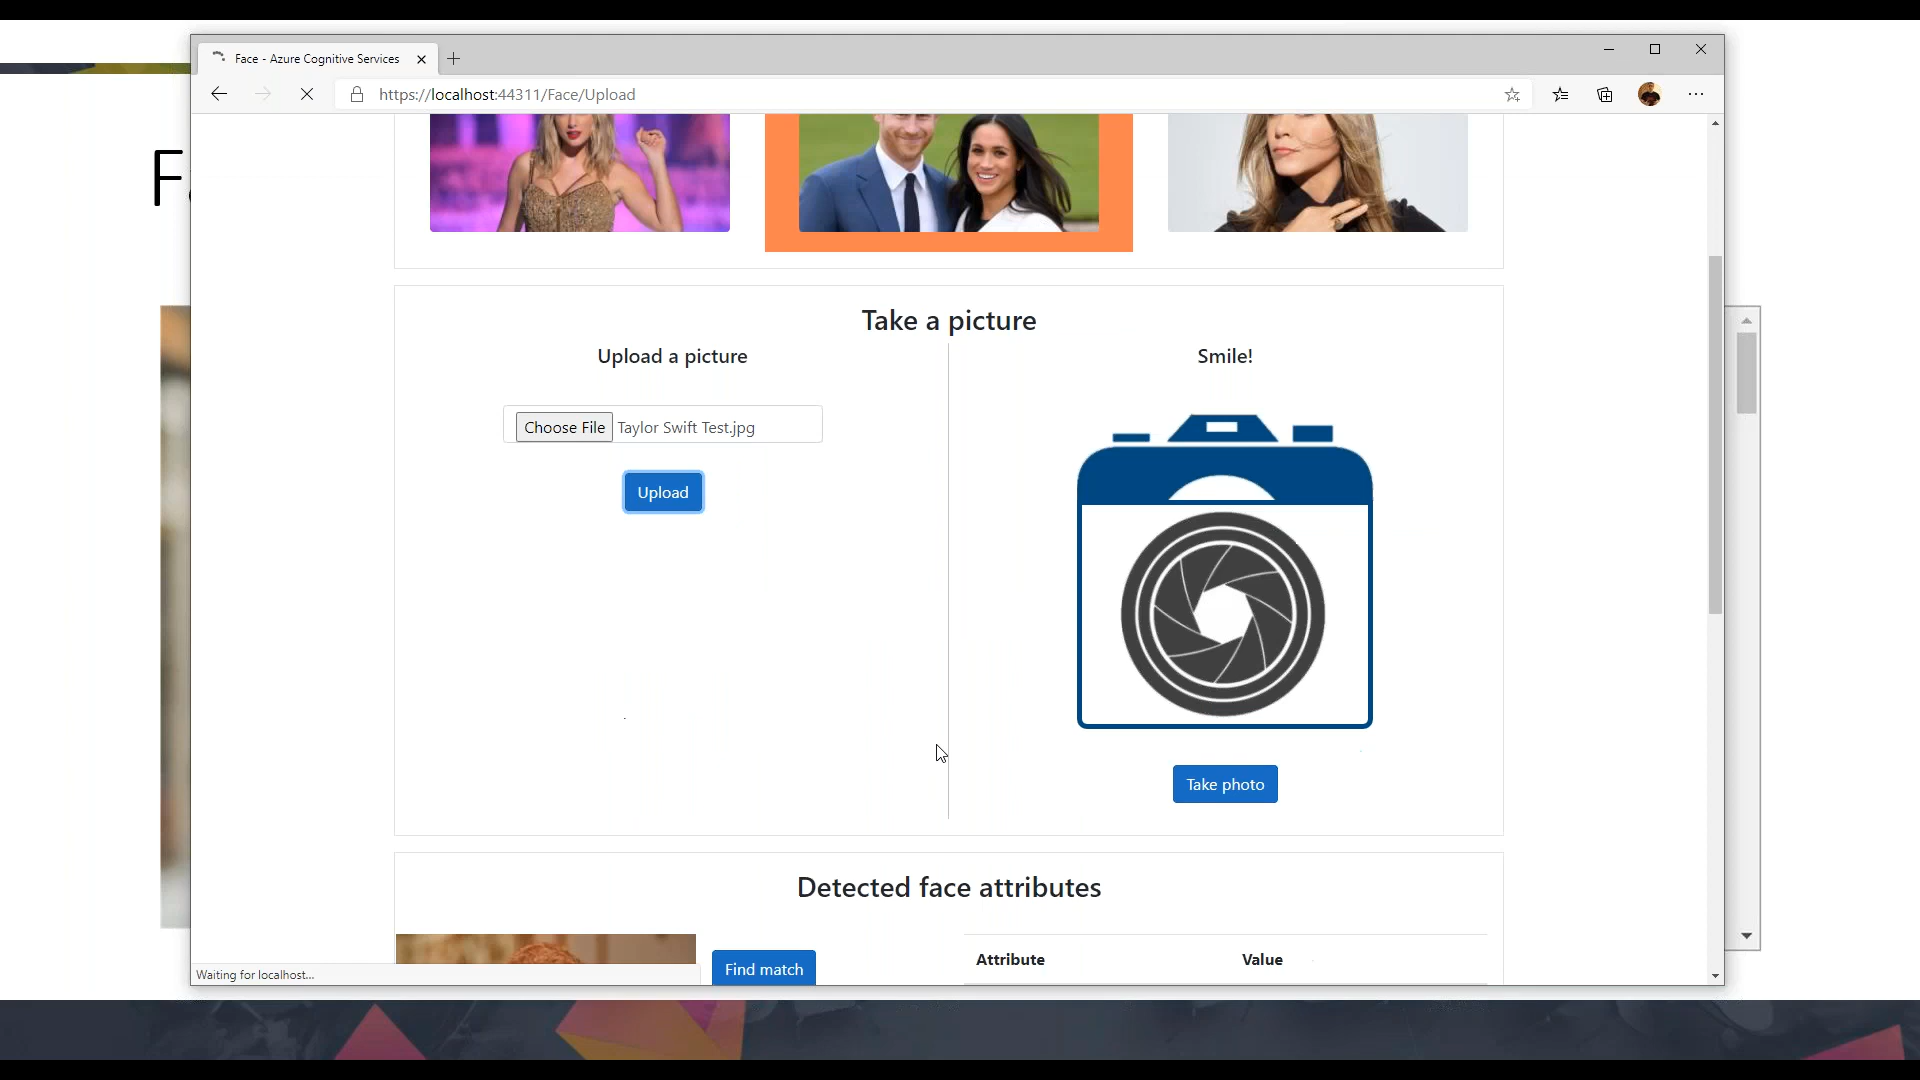 Face - Azure Cognitive Services
https://localhost:44311/Face/Upload
F
Take a picture
Upload a picture
Smile!
Choose File Taylor Swift Test.jpg
Upload
Take photo
Detected face attributes
Find match
Attribute Value
Waiting for localhost...